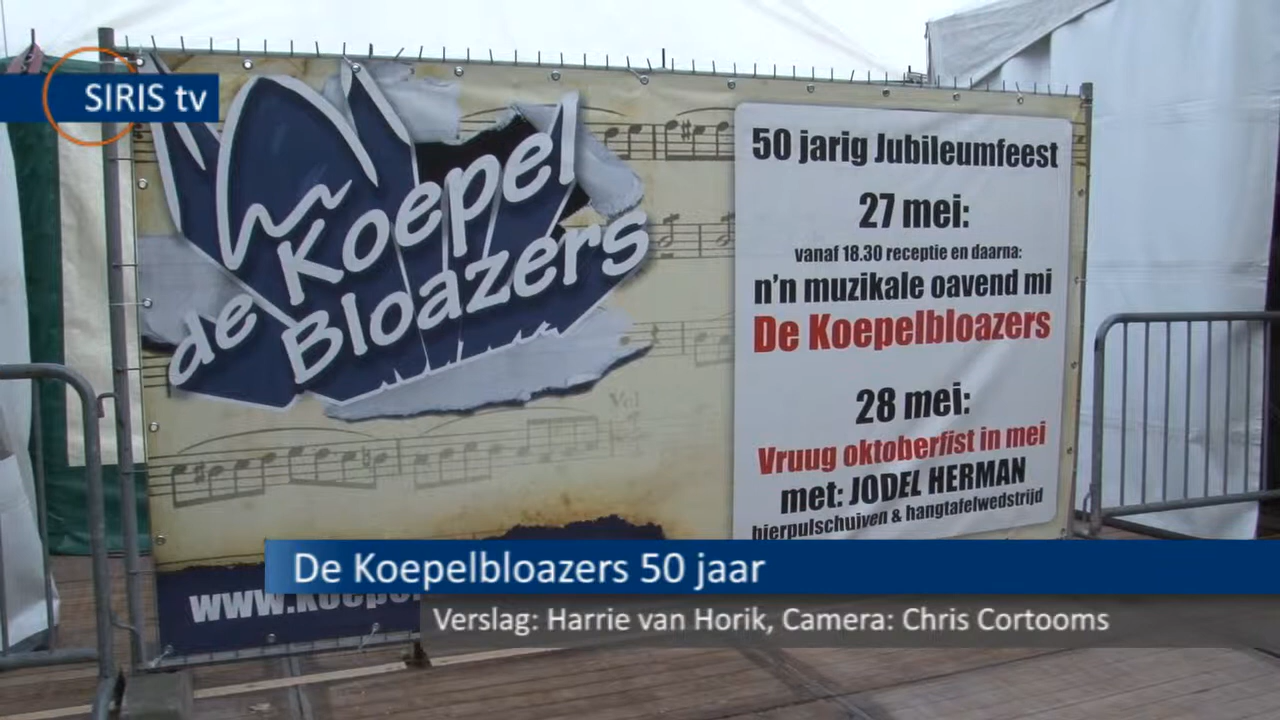 SIRIS tv
de Koepel
Bloazers
50 jarig Jubileumfeest
27 mei:
vanaf 18.30 receptie en daarna:
n'n muzikale oavend mi
De Koepelbloazers
28 mei:
Vruug oktoberfist in mei
met: JODEL HERMAN
bierpulschuiven & hangtafelwedstrijd
De Koepelbloazers 50 jaar
Verslag: Harrie van Horik, Camera: Chris Cortooms